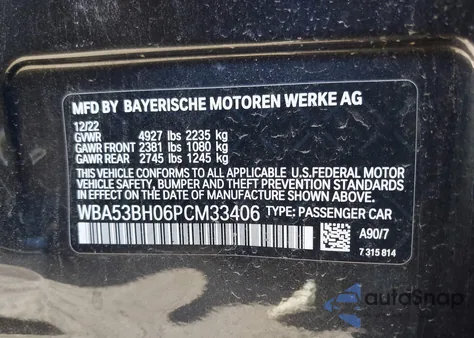 MFD BY BAYERISCHE MOTOREN WERKE AG
12/22
GVWR 4927 lbs 2235 kg
GAWR FRONT 2381 lbs 1080 kg
GAWR REAR 2745 lbs 1245 kg
THIS VEHICLE CONFORMS TO ALL APPLICABLE U.S.FEDERAL MOTOR
VEHICLE SAFETY, BUMPER AND THEFT PREVENTION STANDARDS
IN EFFECT ON THE DATE OF MANUFACTURE SHOWN ABOVE.
WBA53BH06PCM33406 TYPE: PASSENGER CAR
A90/7
7 315 814
autoSnap